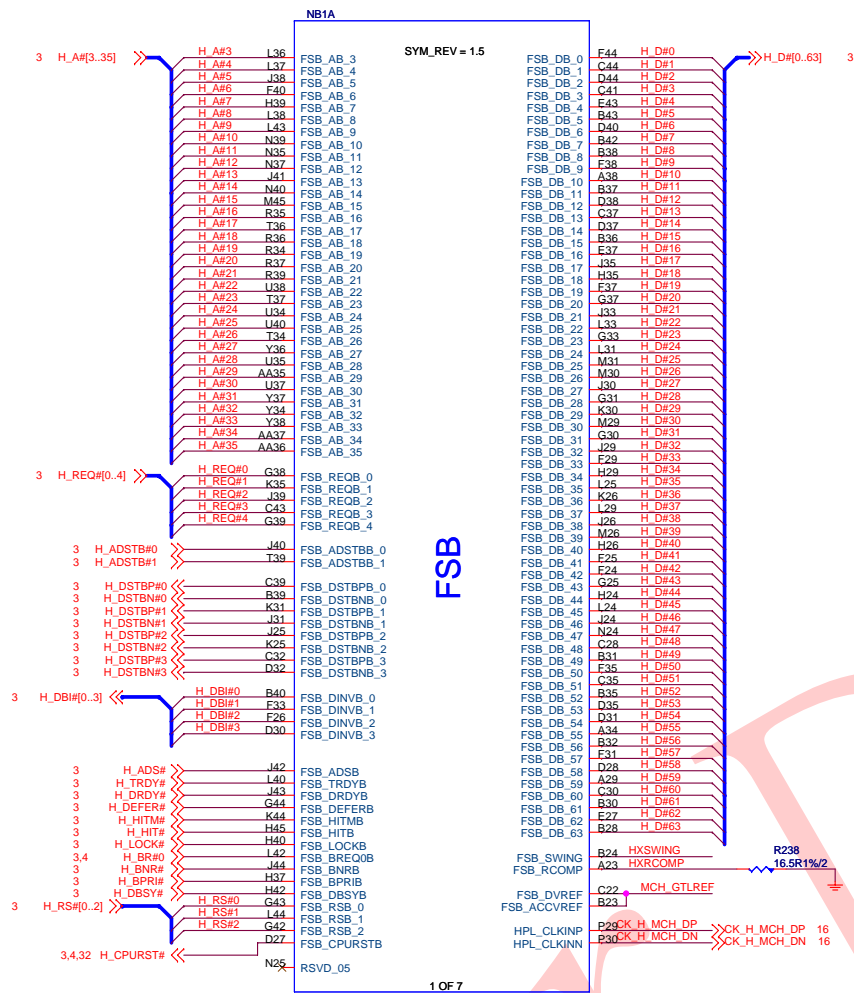 NB1A
SYM_REV = 1.5
3 H_A#[3..35]
H_A#3 L36 FSB_AB_3
H_A#4 L37 FSB_AB_4
H_A#5 J38 FSB_AB_5
H_A#6 F40 FSB_AB_6
H_A#7 H39 FSB_AB_7
H_A#8 L38 FSB_AB_8
H_A#9 L43 FSB_AB_9
H_A#10 N39 FSB_AB_10
H_A#11 N35 FSB_AB_11
H_A#12 N37 FSB_AB_12
H_A#13 J41 FSB_AB_13
H_A#14 N40 FSB_AB_14
H_A#15 M45 FSB_AB_15
H_A#16 R35 FSB_AB_16
H_A#17 T36 FSB_AB_17
H_A#18 R36 FSB_AB_18
H_A#19 R34 FSB_AB_19
H_A#20 R37 FSB_AB_20
H_A#21 R39 FSB_AB_21
H_A#22 U38 FSB_AB_22
H_A#23 T37 FSB_AB_23
H_A#24 U34 FSB_AB_24
H_A#25 U40 FSB_AB_25
H_A#26 T34 FSB_AB_26
H_A#27 Y36 FSB_AB_27
H_A#28 U35 FSB_AB_28
H_A#29 AA35 FSB_AB_29
H_A#30 U37 FSB_AB_30
H_A#31 Y37 FSB_AB_31
H_A#32 Y34 FSB_AB_32
H_A#33 Y38 FSB_AB_33
H_A#34 AA37 FSB_AB_34
H_A#35 AA36 FSB_AB_35
3 H_REQ#[0..4]
H_REQ#0 G38 FSB_REQB_0
H_REQ#1 K35 FSB_REQB_1
H_REQ#2 J39 FSB_REQB_2
H_REQ#3 C43 FSB_REQB_3
H_REQ#4 G39 FSB_REQB_4
3 H_ADSTB#0 J40 FSB_ADSTBB_0
3 H_ADSTB#1 T39 FSB_ADSTBB_1
3 H_DSTBP#0 C39 FSB_DSTBPB_0
3 H_DSTBN#0 B39 FSB_DSTBNB_0
3 H_DSTBP#1 K31 FSB_DSTBPB_1
3 H_DSTBN#1 J31 FSB_DSTBNB_1
3 H_DSTBP#2 J25 FSB_DSTBPB_2
3 H_DSTBN#2 K25 FSB_DSTBNB_2
3 H_DSTBP#3 C32 FSB_DSTBPB_3
3 H_DSTBN#3 D32 FSB_DSTBNB_3
3 H_DBI#[0..3]
H_DBI#0 B40 FSB_DINVB_0
H_DBI#1 F33 FSB_DINVB_1
H_DBI#2 F26 FSB_DINVB_2
H_DBI#3 D30 FSB_DINVB_3
3 H_ADS# J42 FSB_ADSB
3 H_TRDY# L40 FSB_TRDYB
3 H_DRDY# J43 FSB_DRDYB
3 H_DEFER# G44 FSB_DEFERB
3 H_HITM# K44 FSB_HITMB
3 H_HIT# H45 FSB_HITB
3 H_LOCK# H40 FSB_LOCKB
3,4 H_BR#0 L42 FSB_BREQ0B
3 H_BNR# J44 FSB_BNRB
3 H_BPRI# H37 FSB_BPRIB
3 H_DBSY# H42 FSB_DBSYB
3 H_RS#[0..2]
H_RS#0 G43 FSB_RSB_0
H_RS#1 L44 FSB_RSB_1
H_RS#2 G42 FSB_RSB_2
3,4,32 H_CPURST# D27 FSB_CPURSTB
N25 RSVD_05
FSB
H_D#[0..63] 3
FSB_DB_0 F44 H_D#0
FSB_DB_1 C44 H_D#1
FSB_DB_2 D44 H_D#2
FSB_DB_3 C41 H_D#3
FSB_DB_4 E43 H_D#4
FSB_DB_5 B43 H_D#5
FSB_DB_6 D40 H_D#6
FSB_DB_7 B42 H_D#7
FSB_DB_8 B38 H_D#8
FSB_DB_9 F38 H_D#9
FSB_DB_10 A38 H_D#10
FSB_DB_11 B37 H_D#11
FSB_DB_12 D38 H_D#12
FSB_DB_13 C37 H_D#13
FSB_DB_14 D37 H_D#14
FSB_DB_15 B36 H_D#15
FSB_DB_16 E37 H_D#16
FSB_DB_17 J35 H_D#17
FSB_DB_18 H35 H_D#18
FSB_DB_19 F37 H_D#19
FSB_DB_20 G37 H_D#20
FSB_DB_21 J33 H_D#21
FSB_DB_22 L33 H_D#22
FSB_DB_23 G33 H_D#23
FSB_DB_24 L31 H_D#24
FSB_DB_25 M31 H_D#25
FSB_DB_26 M30 H_D#26
FSB_DB_27 J30 H_D#27
FSB_DB_28 G31 H_D#28
FSB_DB_29 K30 H_D#29
FSB_DB_30 M29 H_D#30
FSB_DB_31 G30 H_D#31
FSB_DB_32 J29 H_D#32
FSB_DB_33 F29 H_D#33
FSB_DB_34 H29 H_D#34
FSB_DB_35 L25 H_D#35
FSB_DB_36 K26 H_D#36
FSB_DB_37 L29 H_D#37
FSB_DB_38 J26 H_D#38
FSB_DB_39 M26 H_D#39
FSB_DB_40 H26 H_D#40
FSB_DB_41 F25 H_D#41
FSB_DB_42 F24 H_D#42
FSB_DB_43 G25 H_D#43
FSB_DB_44 H24 H_D#44
FSB_DB_45 L24 H_D#45
FSB_DB_46 J24 H_D#46
FSB_DB_47 N24 H_D#47
FSB_DB_48 C28 H_D#48
FSB_DB_49 B31 H_D#49
FSB_DB_50 F35 H_D#50
FSB_DB_51 C35 H_D#51
FSB_DB_52 B35 H_D#52
FSB_DB_53 D35 H_D#53
FSB_DB_54 D31 H_D#54
FSB_DB_55 A34 H_D#55
FSB_DB_56 B32 H_D#56
FSB_DB_57 F31 H_D#57
FSB_DB_58 D28 H_D#58
FSB_DB_59 A29 H_D#59
FSB_DB_60 C30 H_D#60
FSB_DB_61 B30 H_D#61
FSB_DB_62 E27 H_D#62
FSB_DB_63 B28 H_D#63
FSB_SWING B24 HXSWING
FSB_RCOMP A23 HXRCOMP
R238
16.5R1%/2
FSB_DVREF C22 MCH_GTLREF
FSB_ACCVREF B23
HPL_CLKINP P29 CK_H_MCH_DP CK_H_MCH_DP 16
HPL_CLKINN P30 CK_H_MCH_DN CK_H_MCH_DN 16
1 OF 7